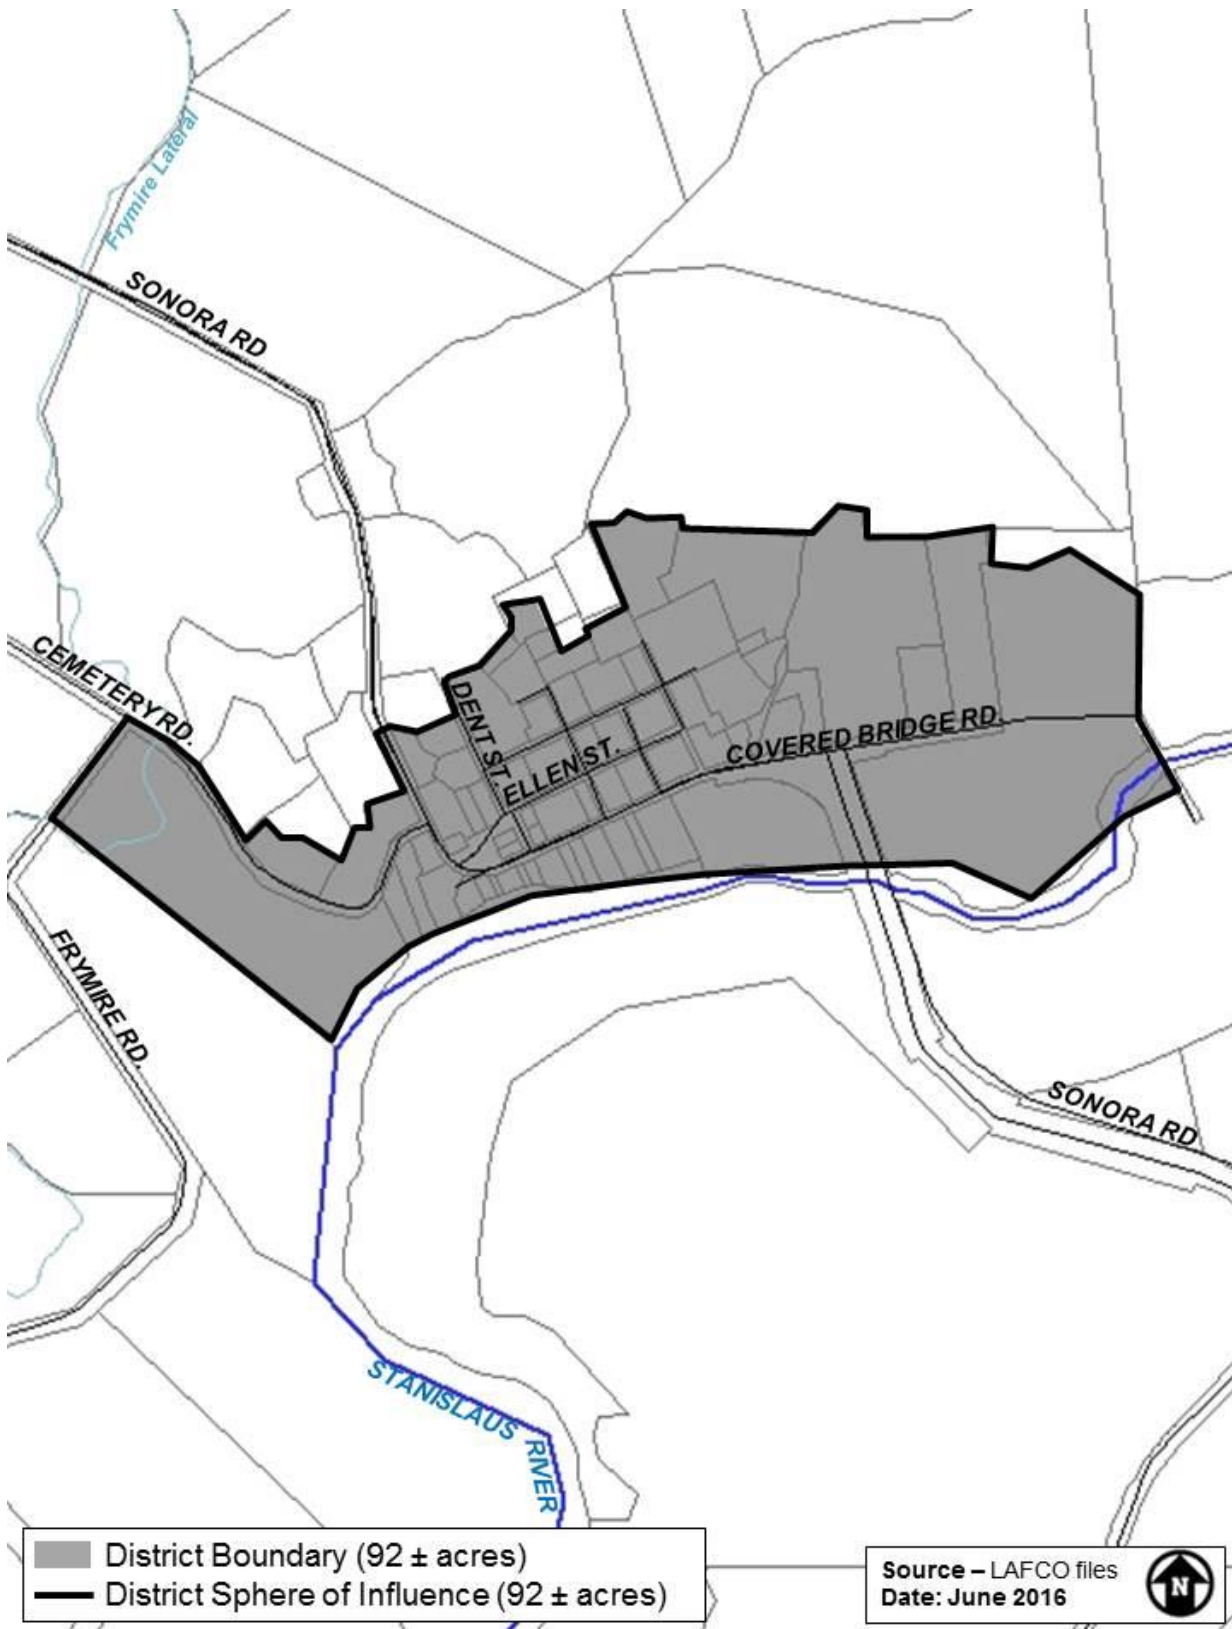 Frymire Lateral
SONORA RD
CEMETERY RD.
DENT ST.
ELLEN ST.
COVERED BRIDGE RD.
FRYMIRE RD.
SONORA RD
STANISLAUS
RIVER
District Boundary (92 ± acres)
District Sphere of Influence (92 ± acres)
Source – LAFCO files
Date: June 2016
N